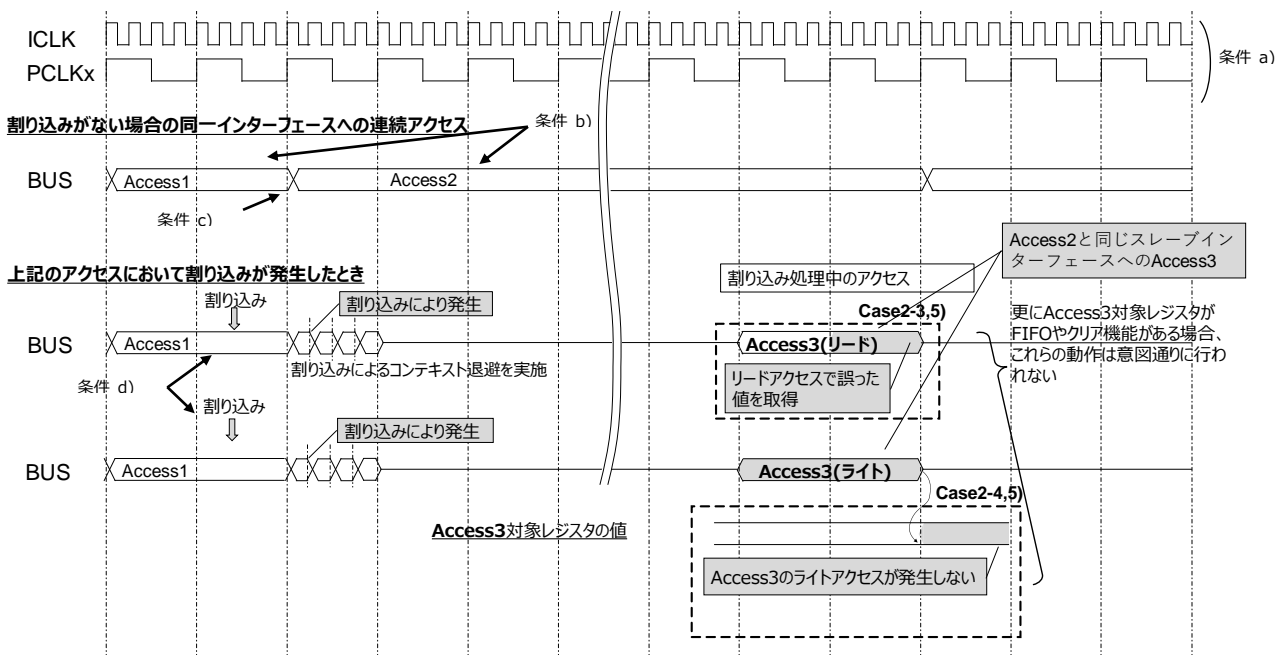 ICLK
条件 a)
PCLKx
割り込みがない場合の同一インターフェースへの連続アクセス
条件 b)
BUS
Access1
Access2
条件 c)
Access2と同じスレーブイン
ターフェースへのAccess3
上記のアクセスにおいて割り込みが発生したとき
割り込み処理中のアクセス
割り込み
割り込みにより発生
Case2-3,5)
更にAccess3対象レジスタが
FIFOやクリア機能がある場合、
これらの動作は意図通りに行わ
れない
BUS
Access1
Access3(リード)
割り込みによるコンテキスト退避を実施
条件 d)
リードアクセスで誤った
値を取得
割り込み
割り込みにより発生
BUS
Access1
Access3(ライト)
Case2-4,5)
Access3対象レジスタの値
Access3のライトアクセスが発生しない